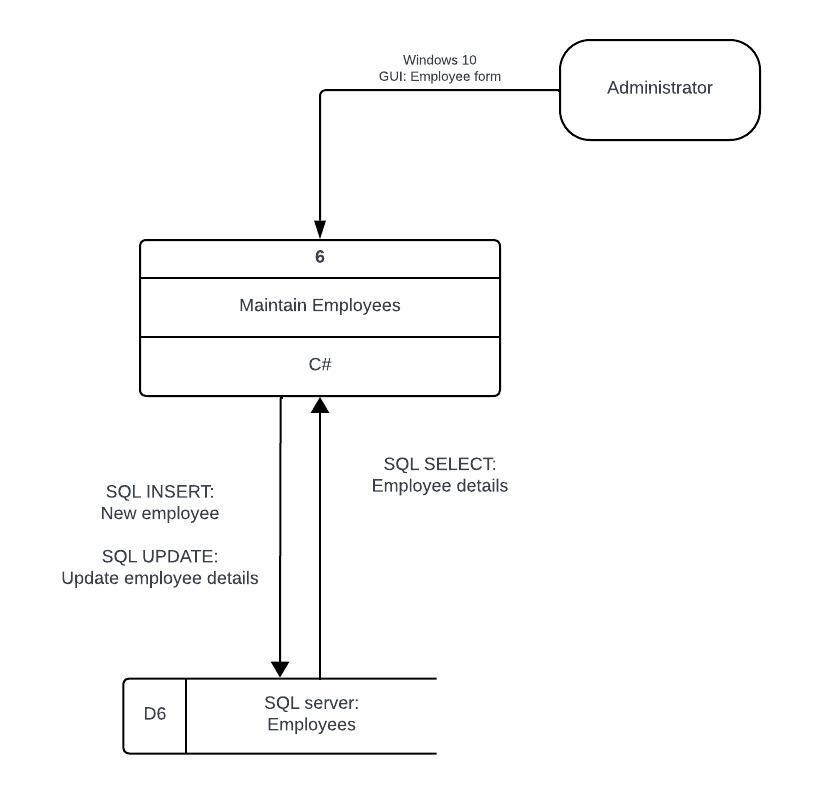 Windows 10
GUI: Employee form
Administrator
6
Maintain Employees
C#
SQL SELECT:
Employee details
SQL INSERT:
New employee
SQL UPDATE:
Update employee details
D6
SQL server:
Employees